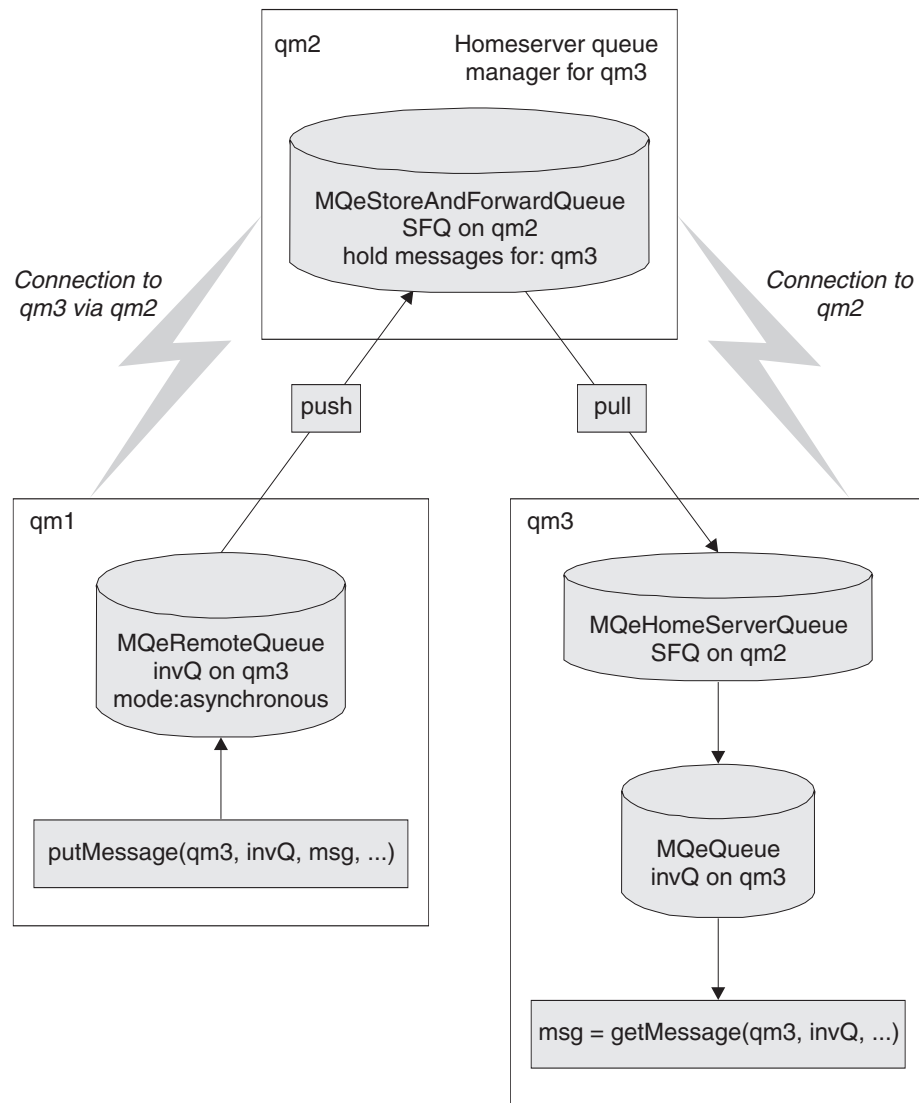 qm2
Homeserver queue
manager for qm3
MQeStoreAndForwardQueue
SFQ on qm2
hold messages for: qm3
Connection to
qm3 via qm2
Connection to
qm2
push
pull
qm1
MQeRemoteQueue
invQ on qm3
mode:asynchronous
putMessage(qm3, invQ, msg, ...)
qm3
MQeHomeServerQueue
SFQ on qm2
MQeQueue
invQ on qm3
msg = getMessage(qm3, invQ, ...)